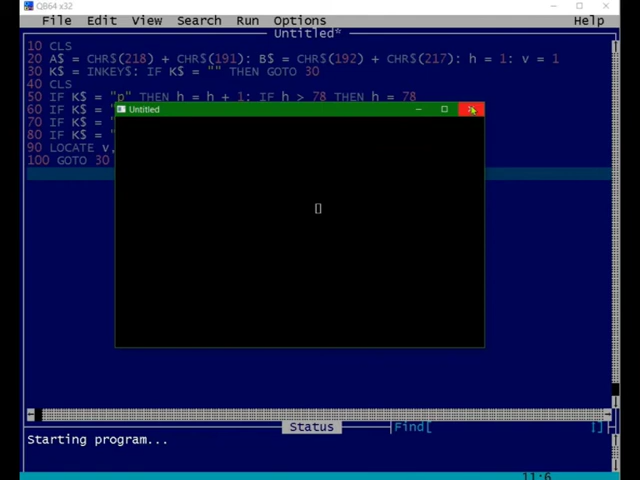 QB64 x32
File Edit View Search Run Options Help
Untitled*
10 CLS
20 A$ = CHR$(218) + CHR$(191): B$ = CHR$(192) + CHR$(217): h = 1: v = 1
30 K$ = INKEY$: IF K$ = "" THEN GOTO 30
40 CLS
50 IF K$ = "p" THEN h = h + 1: IF h > 78 THEN h = 78
60 IF K$ = "
70 IF K$ = "
80 IF K$ = "
90 LOCATE v,
100 GOTO 30
Untitled
Status
Find[
Starting program...
11:6